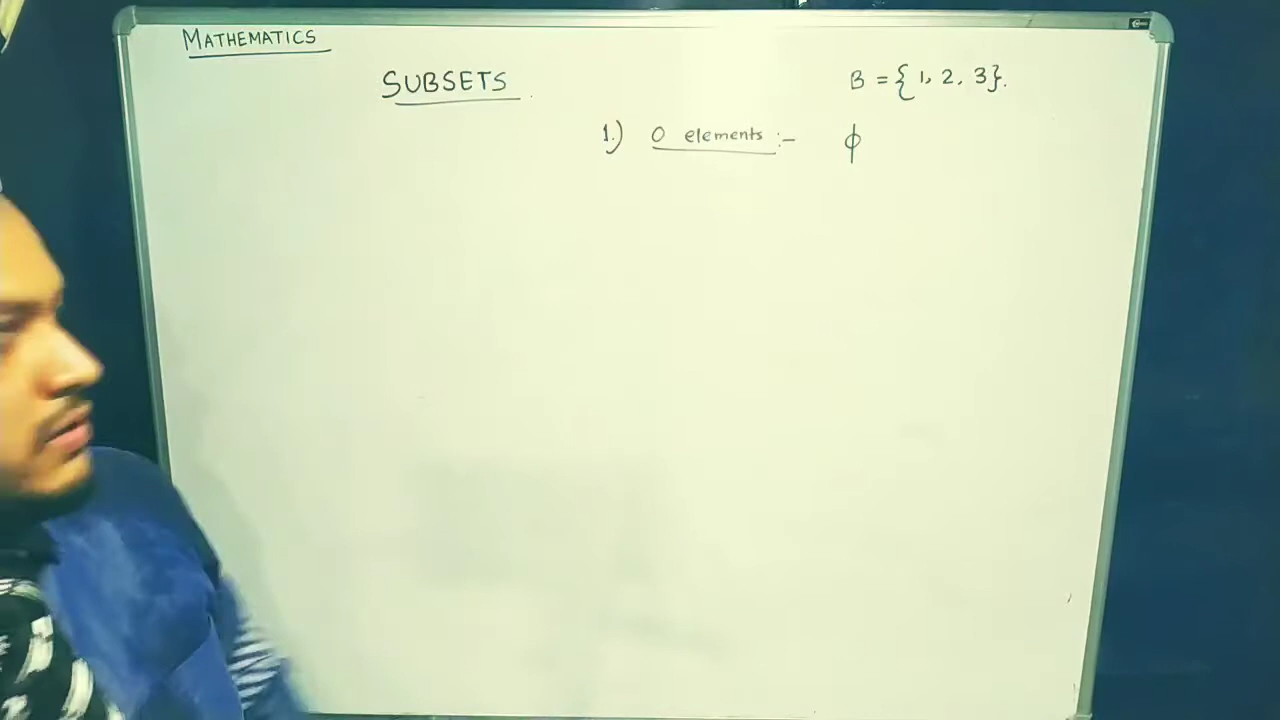 MATHEMATICS
SUBSETS
B = { 1, 2, 3}.
1.) 0 elements :- ϕ